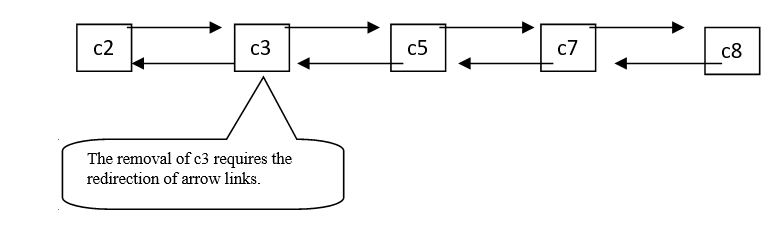 c2 c3 c5 c7 c8
The removal of c3 requires the
redirection of arrow links.